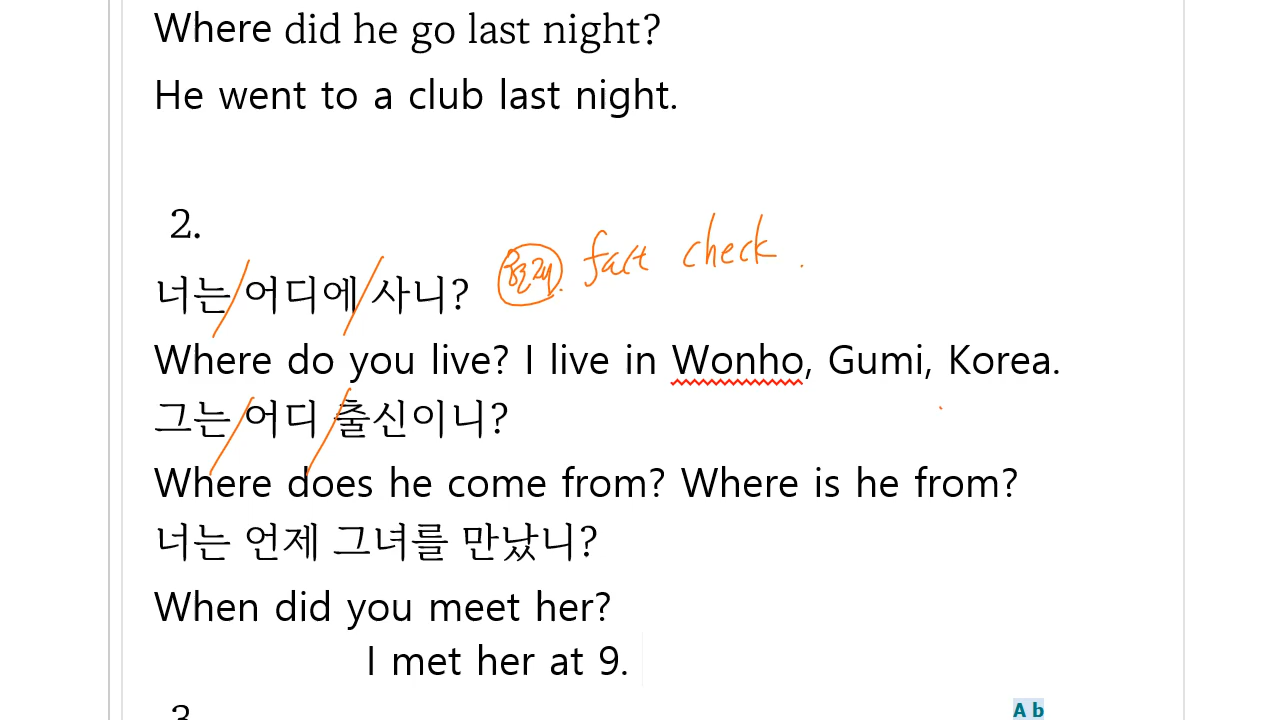 Where did he go last night?
He went to a club last night.
2.
너는 어디에 사니? 현재. fact check.
Where do you live? I live in Wonho, Gumi, Korea.
그는 어디 출신이니?
Where does he come from? Where is he from?
너는 언제 그녀를 만났니?
When did you meet her?
I met her at 9.
3
A b